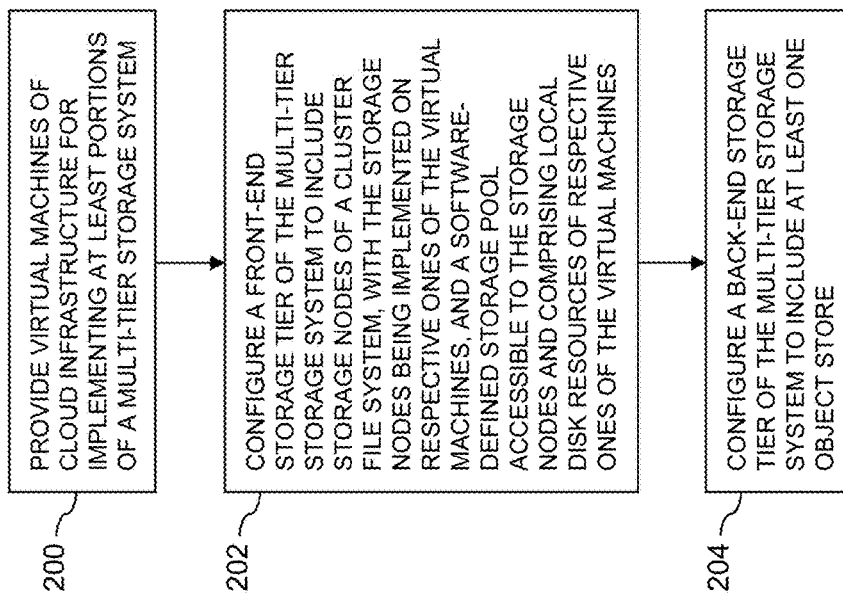 PROVIDE VIRTUAL MACHINES OF
CLOUD INFRASTRUCTURE FOR
IMPLEMENTING AT LEAST PORTIONS
OF A MULTI-TIER STORAGE SYSTEM
200
CONFIGURE A FRONT-END
STORAGE TIER OF THE MULTI-TIER
STORAGE SYSTEM TO INCLUDE
STORAGE NODES OF A CLUSTER
FILE SYSTEM, WITH THE STORAGE
NODES BEING IMPLEMENTED ON
RESPECTIVE ONES OF THE VIRTUAL
MACHINES, AND A SOFTWARE-
DEFINED STORAGE POOL
ACCESSIBLE TO THE STORAGE
NODES AND COMPRISING LOCAL
DISK RESOURCES OF RESPECTIVE
ONES OF THE VIRTUAL MACHINES
202
CONFIGURE A BACK-END STORAGE
TIER OF THE MULTI-TIER STORAGE
SYSTEM TO INCLUDE AT LEAST ONE
OBJECT STORE
204